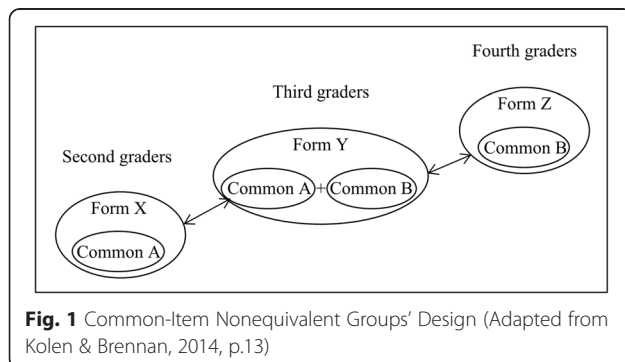 Fourth graders
Third graders
Form Z
Form Y
Common B
Second graders
Common A + Common B
Form X
Common A
Fig. 1 Common-Item Nonequivalent Groups' Design (Adapted from
Kolen & Brennan, 2014, p.13)